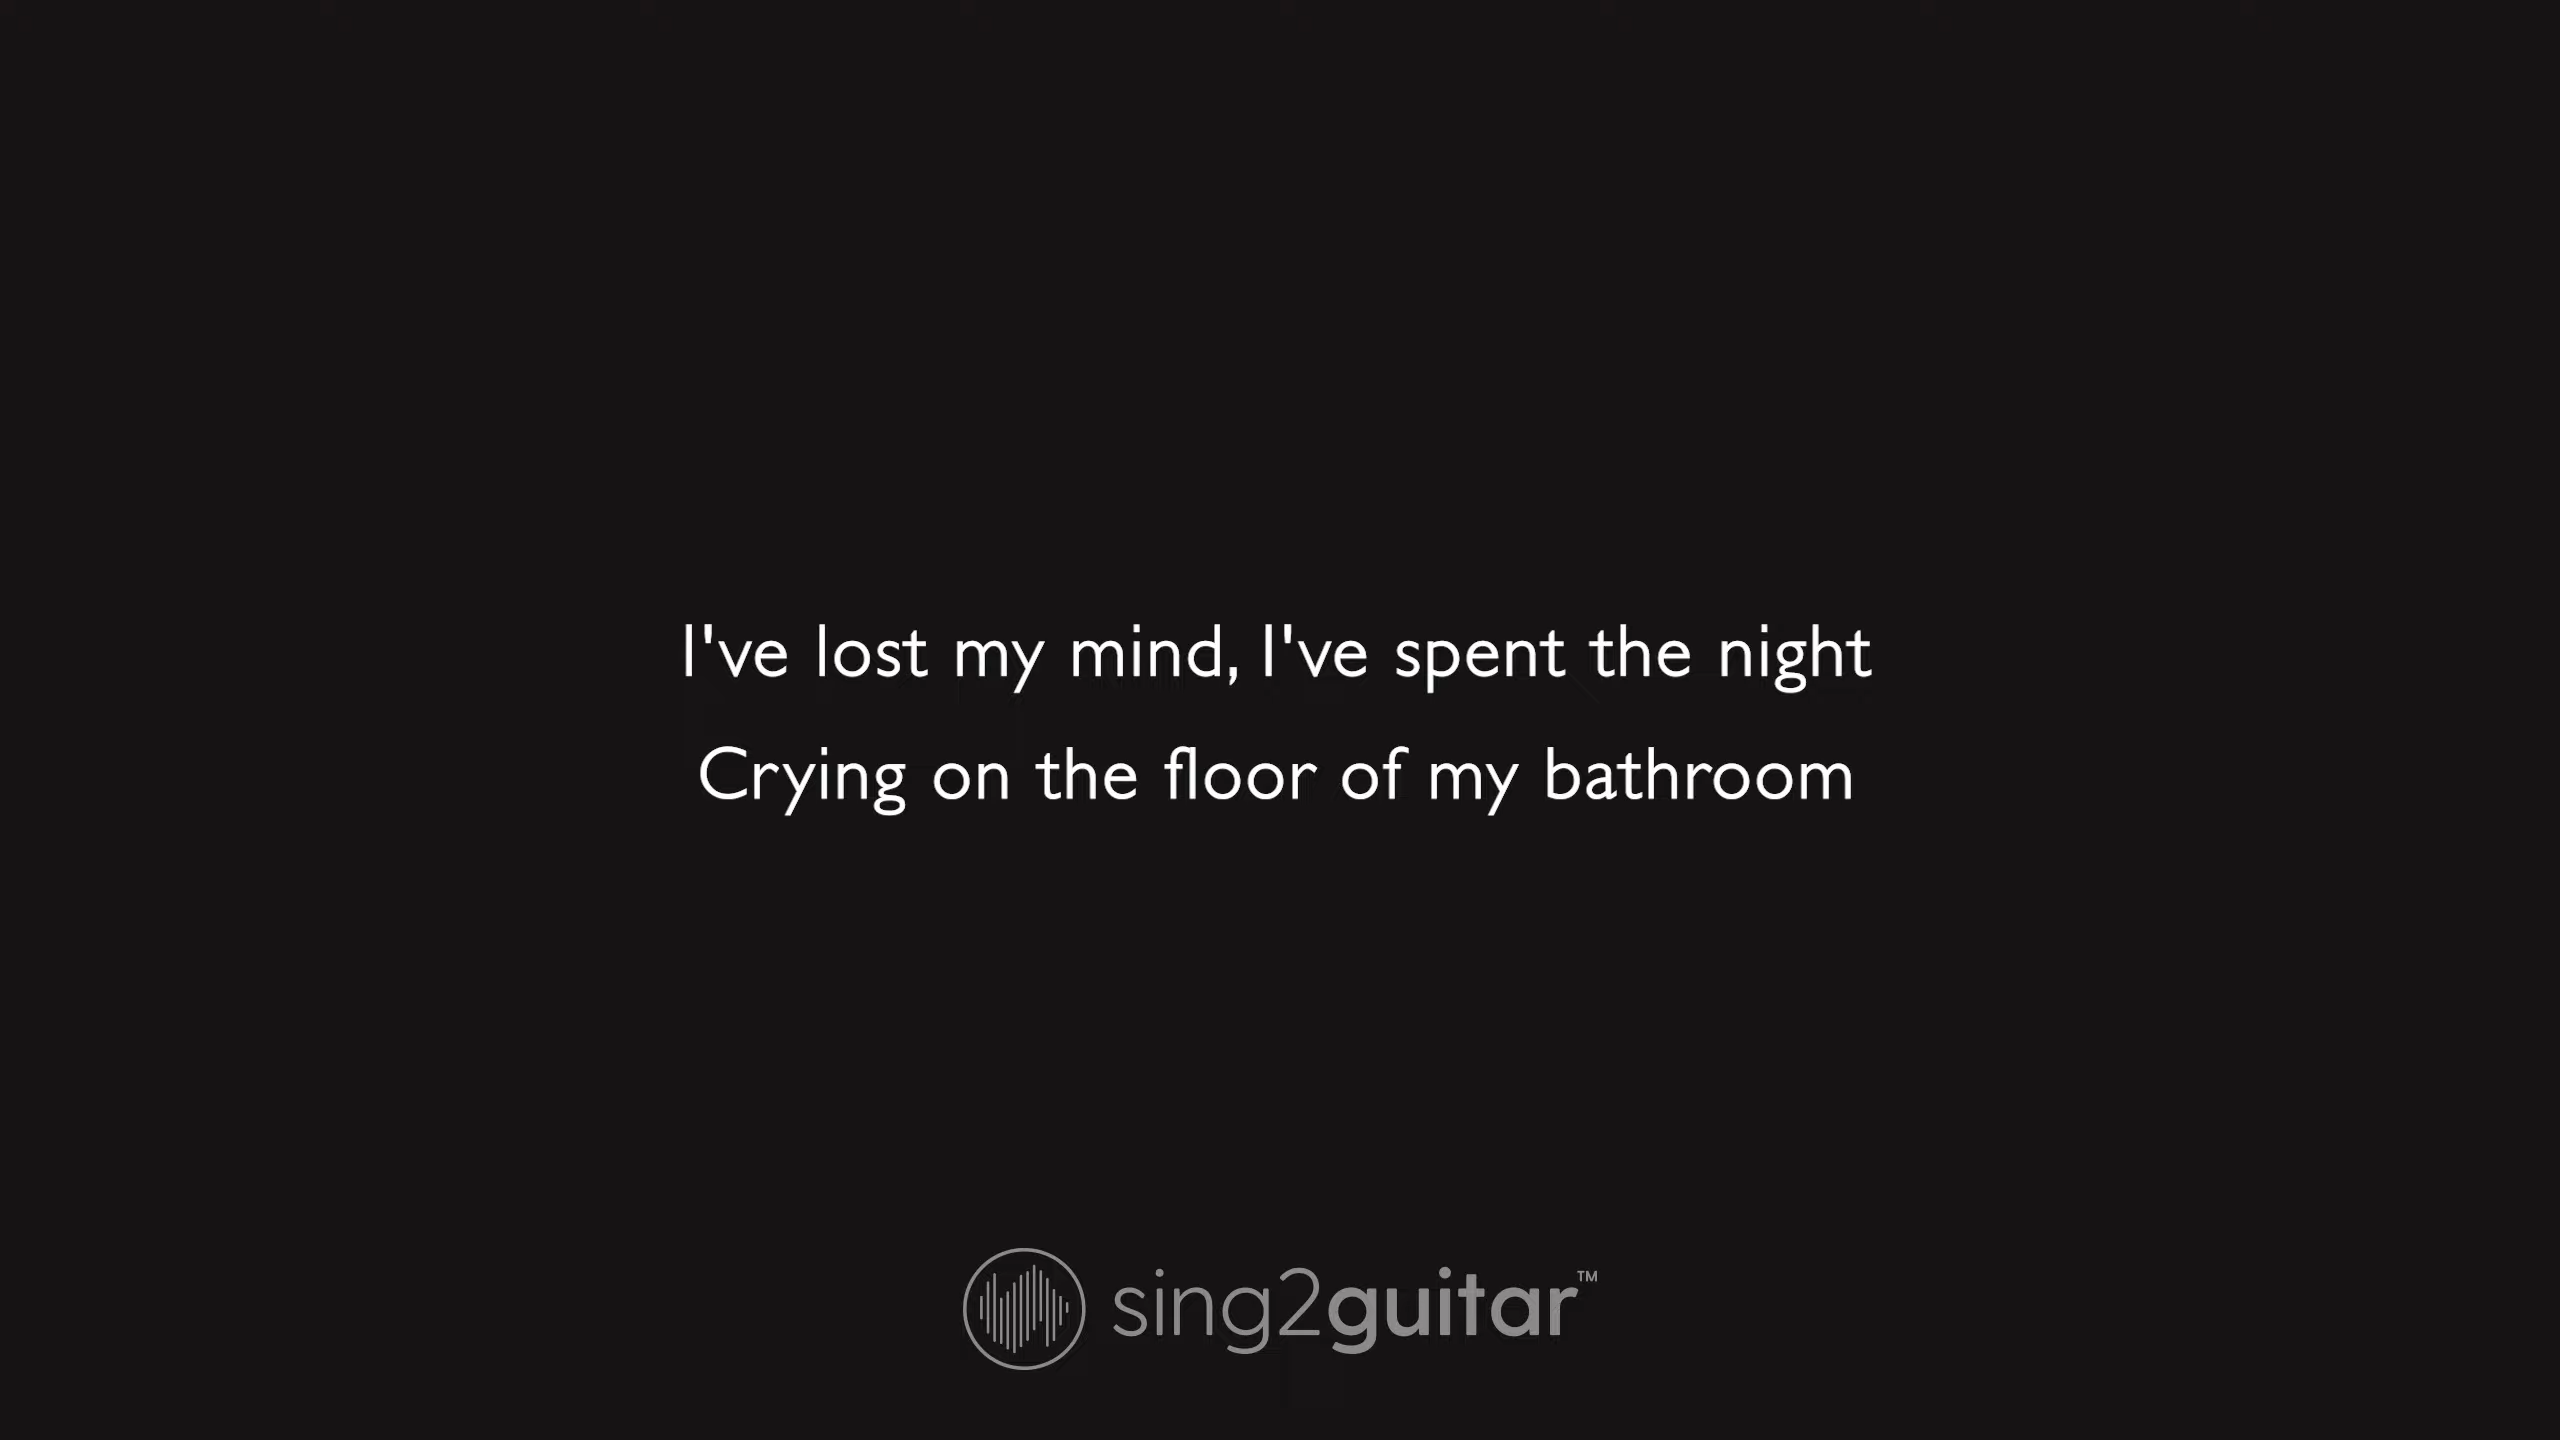 I've lost my mind, I've spent the night
Crying on the floor of my bathroom
sing2guitar™